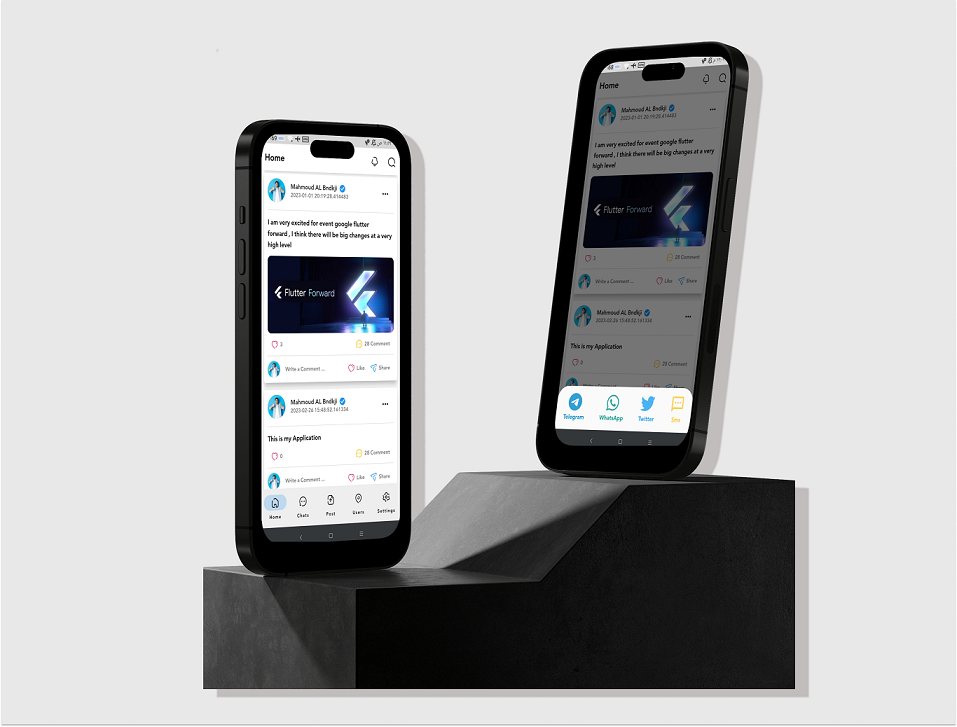 Home
Mahmoud AL Bndkji
2023-01-01 20:19:28.414483
I am very excited for event google flutter
forward , I think there will be big changes at a very
high level
Flutter Forward
3
28 Comment
Write a Comment ...
Like
Share
Mahmoud AL Bndkji
2023-02-26 15:48:52.161334
This is my Application
0
28 Comment
Write a Comment ...
Like
Share
Home
Chats
Post
Users
Settings
Home
Mahmoud AL Bndkji
2023-01-01 20:19:28.414483
I am very excited for event google flutter
forward , I think there will be big changes at a very
high level
Flutter Forward
3
28 Comment
Write a Comment ...
Like
Share
Mahmoud AL Bndkji
2023-02-26 15:48:52.161334
This is my Application
0
28 Comment
Telegram
WhatsApp
Twitter
Sms